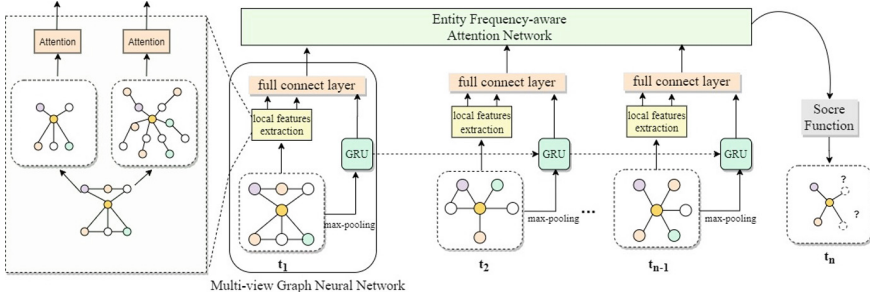 Entity Frequency-aware
Attention Network
Attention
Attention
full connect layer
full connect layer
full connect layer
local features
extraction
local features
extraction
local features
extraction
Socre
Function
GRU
GRU
GRU
max-pooling
max-pooling
...
max-pooling
?
?
t1
t2
tn-1
tn
Multi-view Graph Neural Network